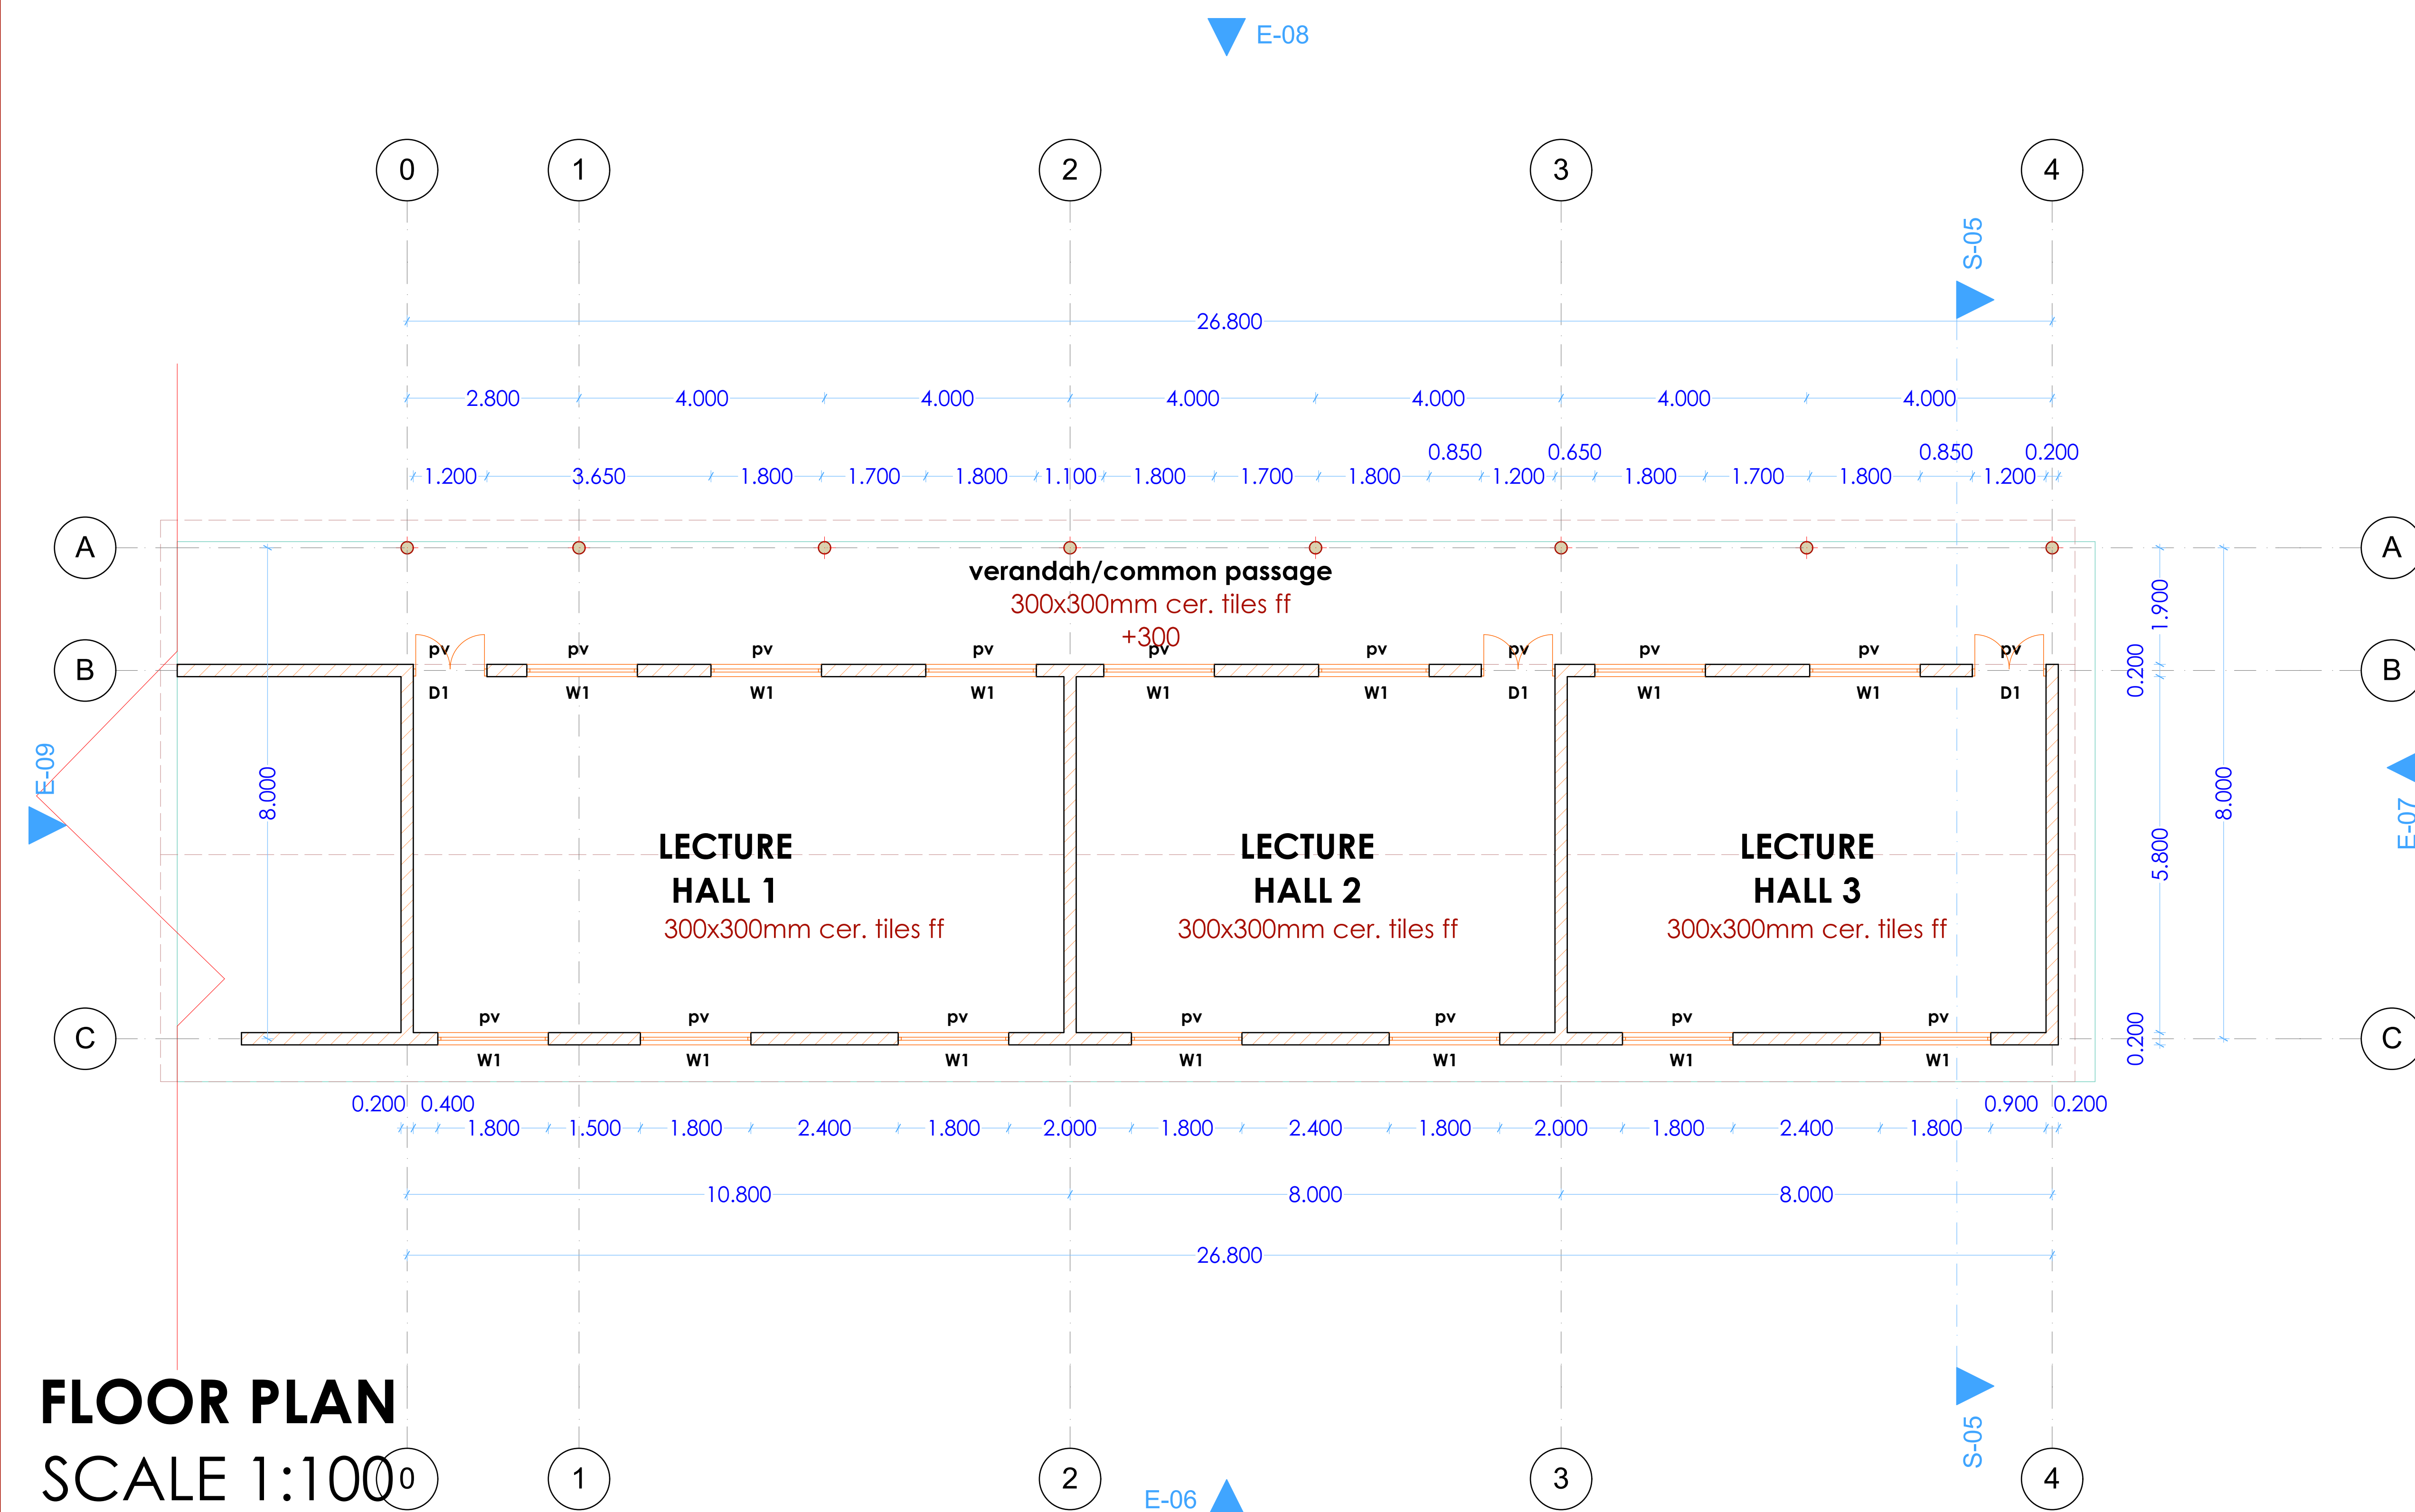 E-08
0 1 2 3 4
S-05
26.800
2.800 4.000 4.000 4.000 4.000 4.000 4.000
0.850 0.650 0.850 0.200
1.200 3.650 1.800 1.700 1.800 1.100 1.800 1.700 1.800 1.200 1.800 1.700 1.800 1.200
A A
verandah/common passage
300x300mm cer. tiles ff
+300
1.900
pv pv pv pv pv pv pv pv pv pv
B B
0.200
D1 W1 W1 W1 W1 W1 D1 W1 W1 D1
E-09
8.000
8.000
E-07
5.800
LECTURE
HALL 1
300x300mm cer. tiles ff
LECTURE
HALL 2
300x300mm cer. tiles ff
LECTURE
HALL 3
300x300mm cer. tiles ff
pv pv pv pv pv pv pv
C C
0.200
W1 W1 W1 W1 W1 W1 W1
0.200 0.400 0.900 0.200
1.800 1.500 1.800 2.400 1.800 2.000 1.800 2.400 1.800 2.000 1.800 2.400 1.800
10.800 8.000 8.000
26.800
FLOOR PLAN
SCALE 1:100
S-05
0 1 2 3 4
E-06